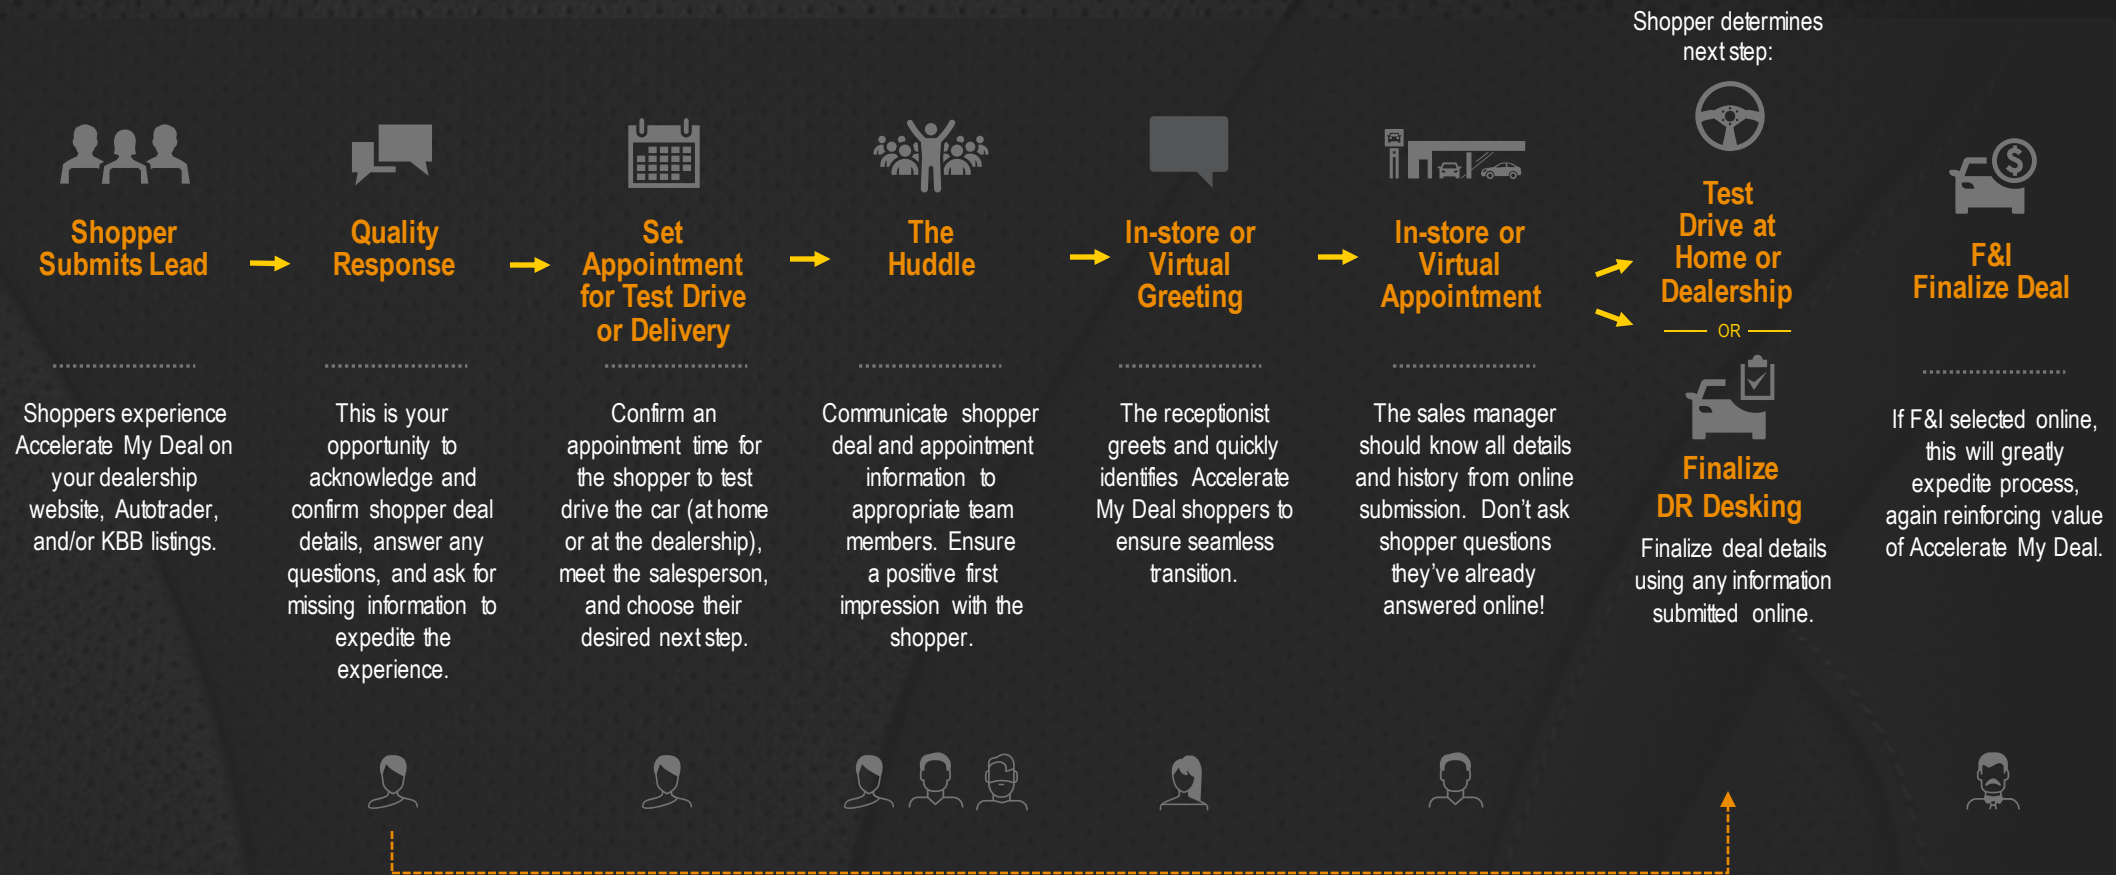 Shopper
Submits Lead
Shoppers experience
Accelerate My Deal on
your dealership
website, Autotrader,
and/or KBB listings.
Quality
Response
This is your
opportunity to
acknowledge and
confirm shopper deal
details, answer any
questions, and ask for
missing information to
expedite the
experience.
Set
Appointment
for Test Drive
or Delivery
Confirm an
appointment time for
the shopper to test
drive the car (at home
or at the dealership),
meet the salesperson,
and choose their
desired next step.
The
Huddle
Communicate shopper
deal and appointment
information to
appropriate team
members. Ensure
a positive first
impression with the
shopper.
In-store or
Virtual
Greeting
The receptionist
greets and quickly
identifies Accelerate
My Deal shoppers to
ensure seamless
transition.
In-store or
Virtual
Appointment
The sales manager
should know all details
and history from online
submission. Don't ask
shopper questions
they've already
answered online!
Shopper determines
next step:
Test
Drive at
Home or
Dealership
OR
Finalize
DR Desking
Finalize deal details
using any information
submitted online.
F&I
Finalize Deal
If F&I selected online,
this will greatly
expedite process,
again reinforcing value
of Accelerate My Deal.